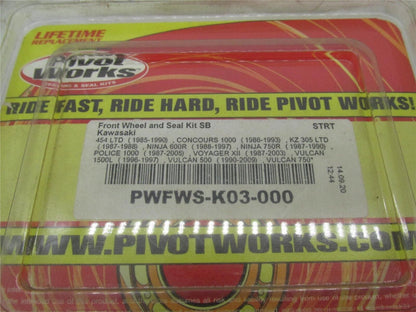 LIFETIME
REPLACEMENT
PIVOT
WORKS
BEARING & SEAL KITS
RIDE FAST, RIDE HARD, RIDE PIVOT WORKS!
Front Wheel and Seal Kit SB STRT
Kawasaki
454 LTD (1985-1990) , CONCOURS 1000 (1986-1993) , KZ 305 LTD
(1987-1988) , NINJA 600R (1988-1997) , NINJA 750R (1987-1990) ,
POLICE 1000 (1987-2005) , VOYAGER XII (1987-2003) , VULCAN
1500L (1996-1997) , VULCAN 500 (1990-2009) , VULCAN 750*
14.09.20
12:44
PWFWS-K03-000
WWW.PIVOTWORKS.COM